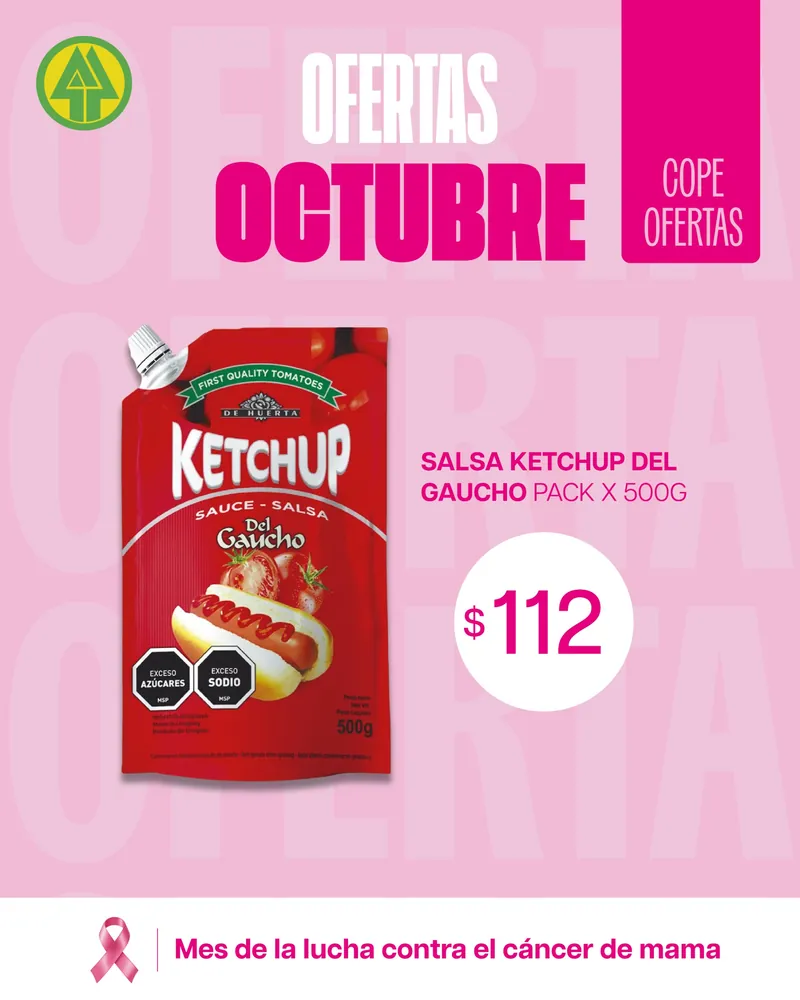 OFERTAS
OCTUBRE
COPE
OFERTAS
FIRST QUALITY TOMATOES
DE HUERTA
KETCHUP
SAUCE - SALSA
Del
Gaucho
EXCESO
AZÚCARES
MSP
EXCESO
SODIO
MSP
500g
SALSA KETCHUP DEL
GAUCHO PACK X 500G
$112
Mes de la lucha contra el cáncer de mama